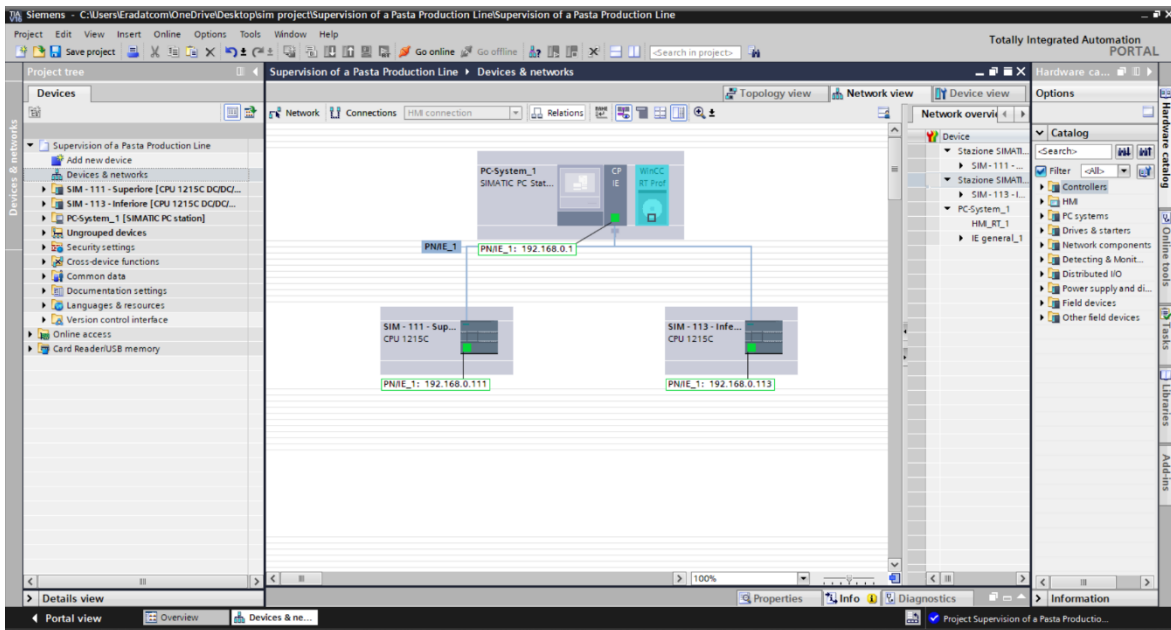 Siemens - C:\Users\Eradatcom\OneDrive\Desktop\sim project\Supervision of a Pasta Production Line\Supervision of a Pasta Production Line
Project Edit View Insert Online Options Tools Window Help
Totally Integrated Automation
PORTAL
Save project
Go online
Go offline
<Search in project>
Project tree
Supervision of a Pasta Production Line
Devices & networks
Hardware ca...
Devices
Topology view
Network view
Device view
Options
Network
Connections
HMI connection
Relations
Network overvi
Supervision of a Pasta Production Line
Add new device
Devices & networks
SIM - 111 - Superiore [CPU 1215C DC/DC/...
SIM - 113 - Inferiore [CPU 1215C DC/DC/...
PC-System_1 [SIMATIC PC station]
Ungrouped devices
Security settings
Cross-device functions
Common data
Documentation settings
Languages & resources
Version control interface
Online access
Card Reader/USB memory
PC-System_1
SIMATIC PC Stat...
CP
IE
WinCC
RT Prof
PN/IE_1
PN/IE_1: 192.168.0.1
SIM - 111 - Sup...
CPU 1215C
PN/IE_1: 192.168.0.111
SIM - 113 - Infe...
CPU 1215C
PN/IE_1: 192.168.0.113
Device
Stazione SIMATI...
SIM - 111 - ...
Stazione SIMATI...
SIM - 113 - I...
PC-System_1
HMI_RT_1
IE general_1
Catalog
<Search>
Filter
<All>
Controllers
HMI
PC systems
Drives & starters
Network components
Detecting & Monit...
Distributed I/O
Power supply and di...
Field devices
Other field devices
Devices & networks
Hardware catalog
Online tools
Tasks
Libraries
Add-ins
100%
Details view
Properties
Info
Diagnostics
Information
Portal view
Overview
Devices & ne...
Project Supervision of a Pasta Productio...